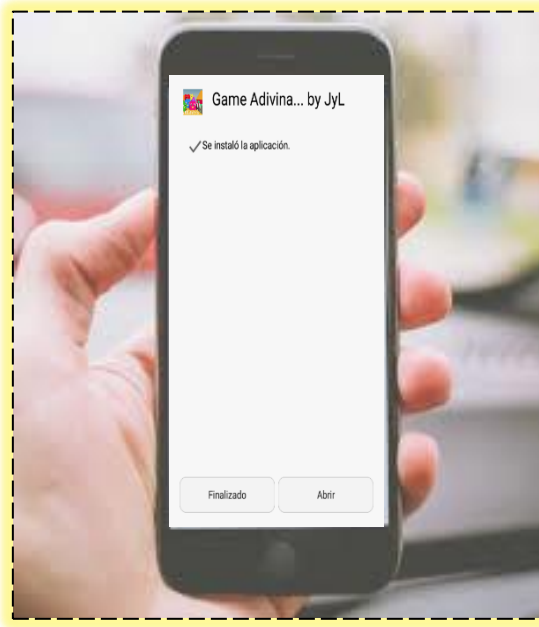 Game Adivina... by JyL
Se instaló la aplicación.
Finalizado
Abrir